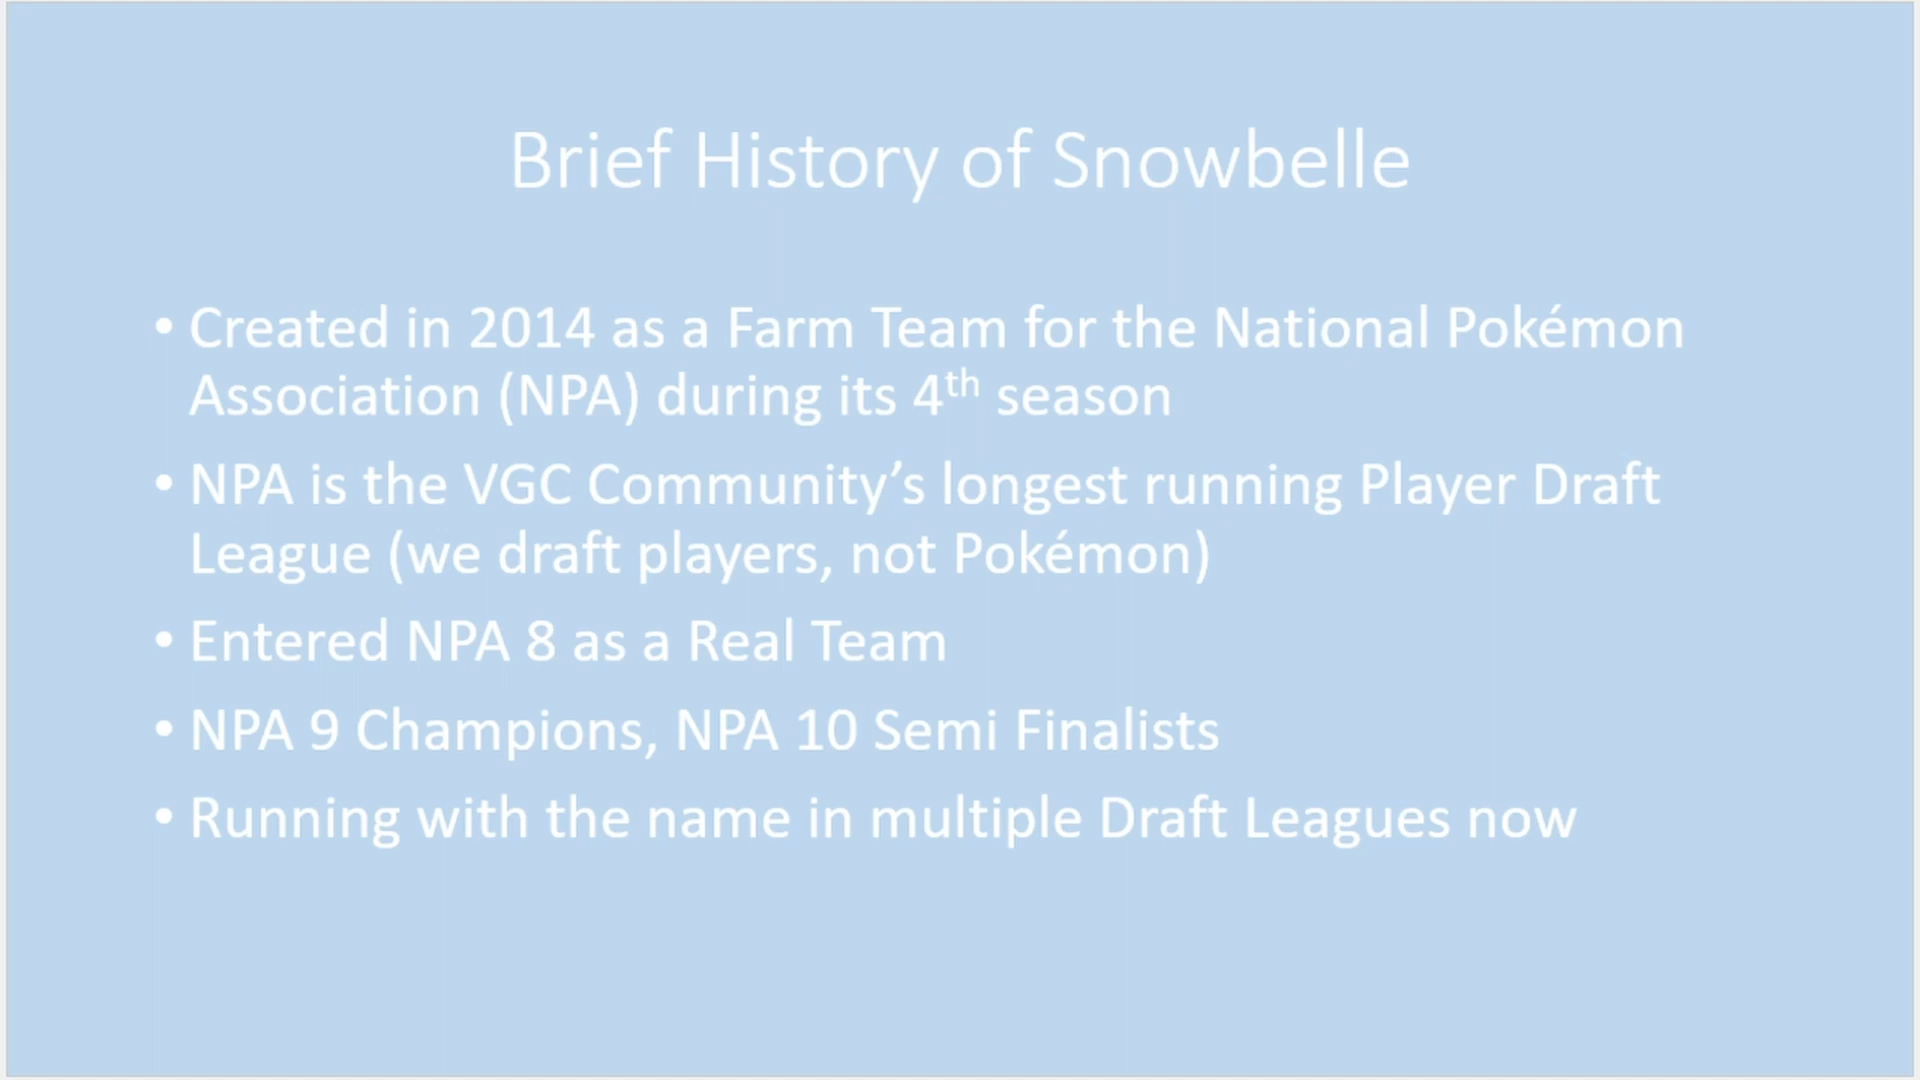 Brief History of Snowbelle
• Created in 2014 as a Farm Team for the National Pokémon
Association (NPA) during its 4th season
• NPA is the VGC Community’s longest running Player Draft
League (we draft players, not Pokémon)
• Entered NPA 8 as a Real Team
• NPA 9 Champions, NPA 10 Semi Finalists
• Running with the name in multiple Draft Leagues now